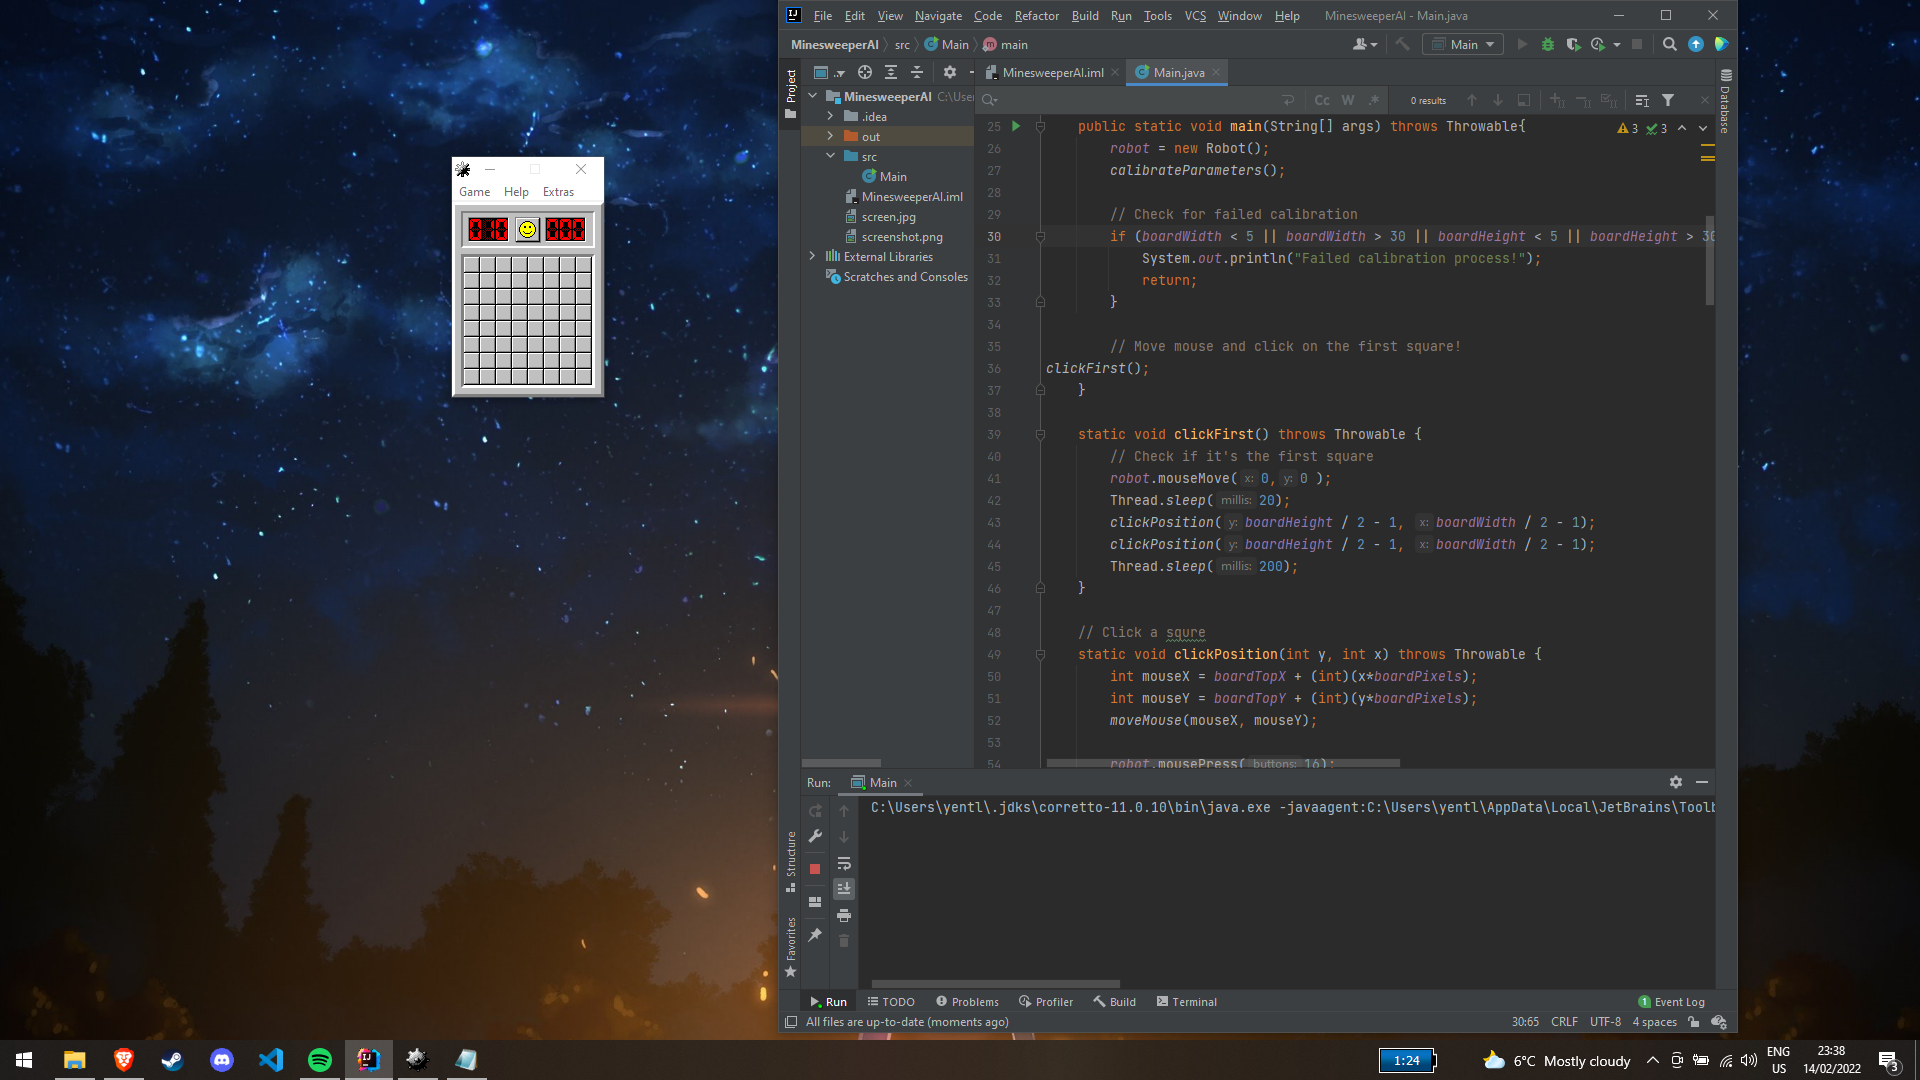 Game Help Extras
010 000
File Edit View Navigate Code Refactor Build Run Tools VCS Window Help MinesweeperAI - Main.java
MinesweeperAI src Main main
Main
Project
MinesweeperAI.iml
Main.java
Database
MinesweeperAI C:\User
.idea
out
src
Main
MinesweeperAI.iml
screen.jpg
screenshot.png
External Libraries
Scratches and Consoles
Cc W .* 0 results
3 3
25 public static void main(String[] args) throws Throwable{
26 robot = new Robot();
27 calibrateParameters();
28
29 // Check for failed calibration
30 if (boardWidth < 5 || boardWidth > 30 || boardHeight < 5 || boardHeight > 30
31 System.out.println("Failed calibration process!");
32 return;
33 }
34
35 // Move mouse and click on the first square!
36 clickFirst();
37 }
38
39 static void clickFirst() throws Throwable {
40 // Check if it's the first square
41 robot.mouseMove( x: 0, y: 0 );
42 Thread.sleep( millis: 20);
43 clickPosition( y: boardHeight / 2 - 1, x: boardWidth / 2 - 1);
44 clickPosition( y: boardHeight / 2 - 1, x: boardWidth / 2 - 1);
45 Thread.sleep( millis: 200);
46 }
47
48 // Click a squre
49 static void clickPosition(int y, int x) throws Throwable {
50 int mouseX = boardTopX + (int)(x*boardPixels);
51 int mouseY = boardTopY + (int)(y*boardPixels);
52 moveMouse(mouseX, mouseY);
53
54 robot.mousePress( buttons: 16);
Run: Main
C:\Users\yentl\.jdks\corretto-11.0.10\bin\java.exe -javaagent:C:\Users\yentl\AppData\Local\JetBrains\Toolb
Structure
Favorites
Run TODO Problems Profiler Build Terminal 1 Event Log
All files are up-to-date (moments ago) 30:65 CRLF UTF-8 4 spaces
1:24 6°C Mostly cloudy ENG US 23:38 14/02/2022 3